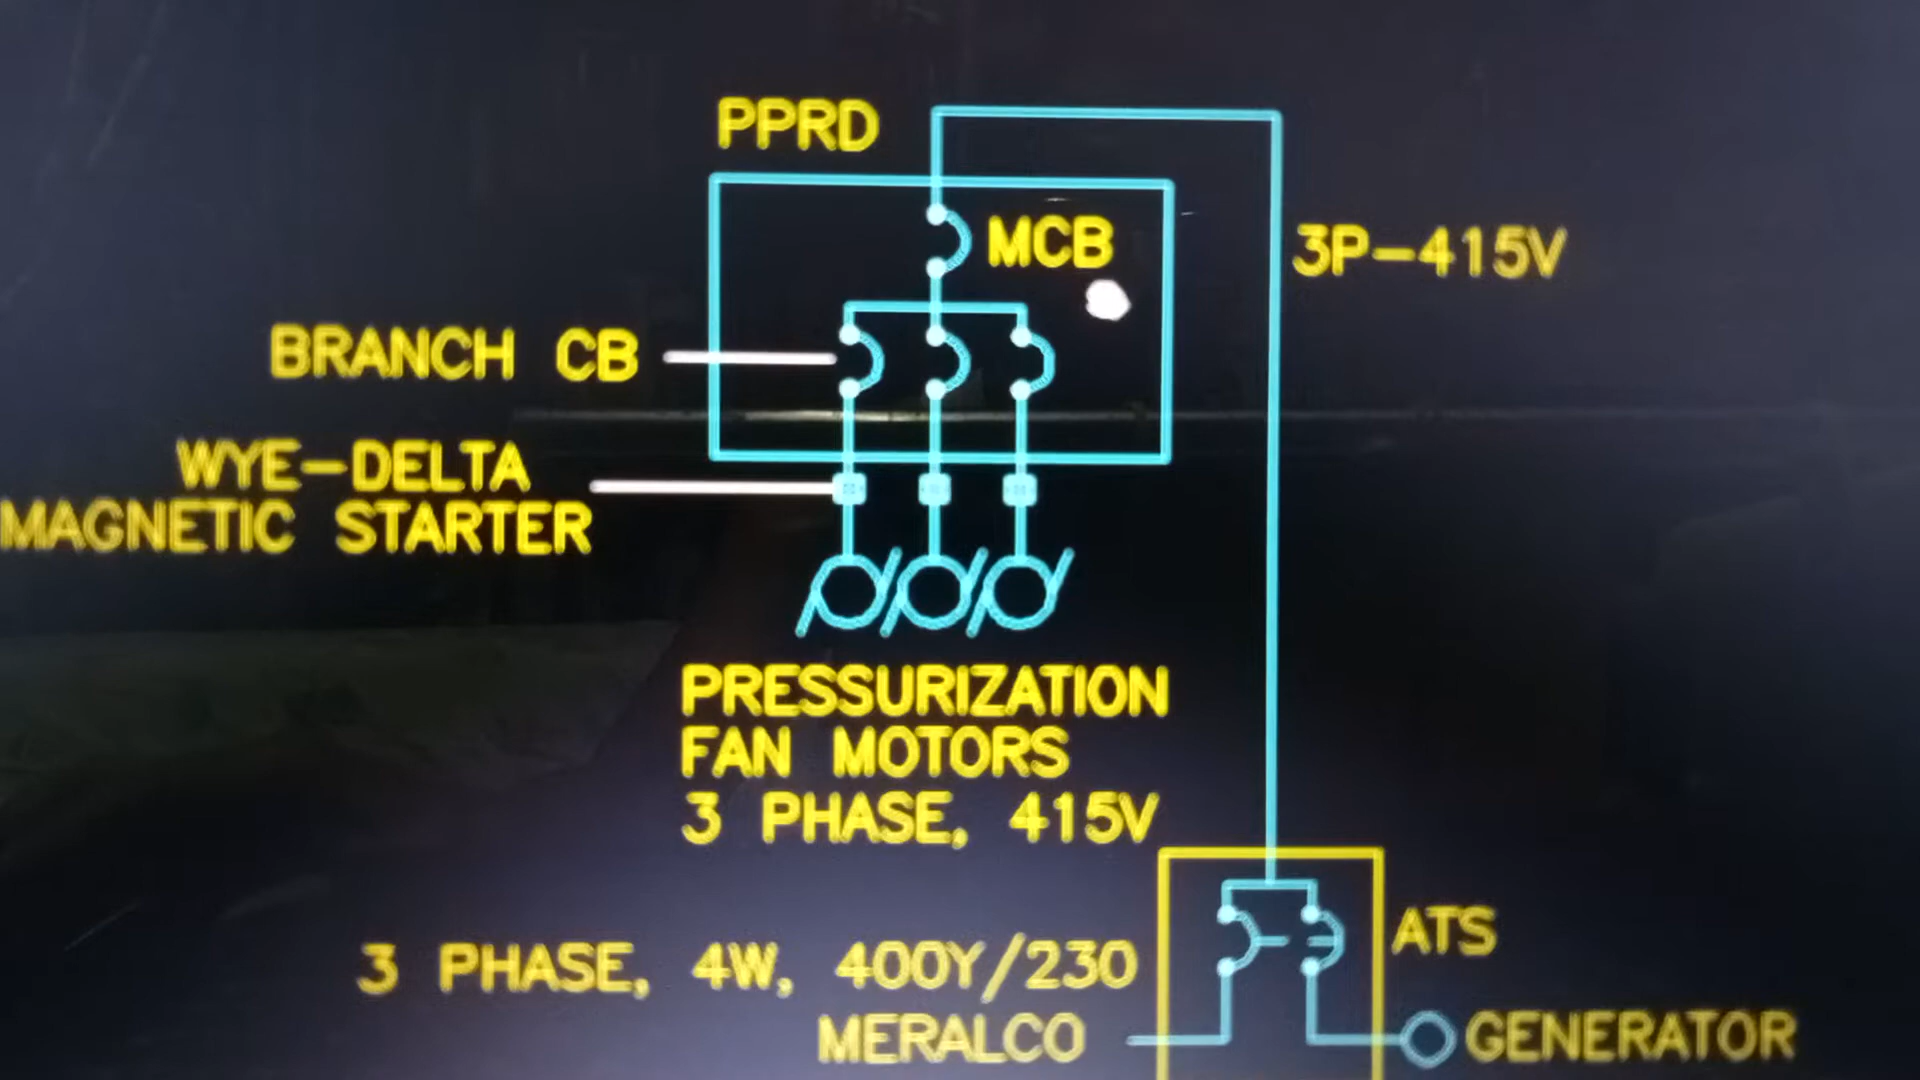 PPRD
MCB
3P-415V
BRANCH CB
WYE-DELTA
MAGNETIC STARTER
PRESSURIZATION
FAN MOTORS
3 PHASE, 415V
ATS
3 PHASE, 4W, 400Y/230
MERALCO
GENERATOR